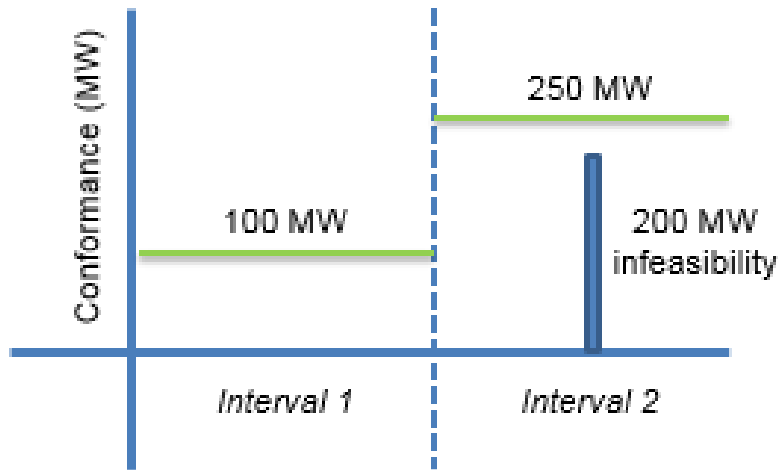 Conformance (MW)
250 MW
100 MW
200 MW
infeasibility
Interval 1
Interval 2